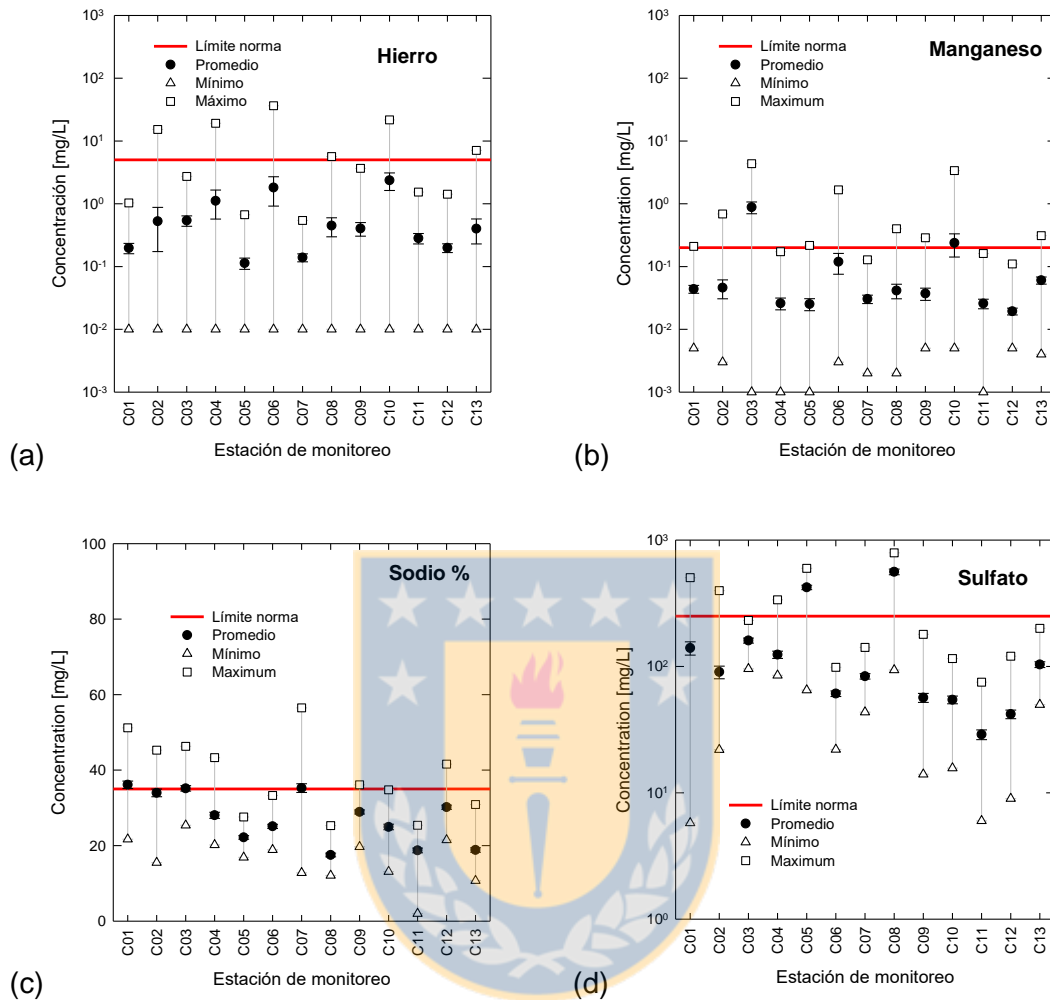 Hierro
Límite norma
Promedio
Mínimo
Máximo
Concentración [mg/L]
10³
10²
10¹
10⁰
10⁻¹
10⁻²
10⁻³
C01 C02 C03 C04 C05 C06 C07 C08 C09 C10 C11 C12 C13
Estación de monitoreo
(a)
Manganeso
Límite norma
Promedio
Mínimo
Maximum
Concentration [mg/L]
10³
10²
10¹
10⁰
10⁻¹
10⁻²
10⁻³
C01 C02 C03 C04 C05 C06 C07 C08 C09 C10 C11 C12 C13
Estación de monitoreo
(b)
Sodio %
Límite norma
Promedio
Mínimo
Maximum
Concentration [mg/L]
100
80
60
40
20
0
C01 C02 C03 C04 C05 C06 C07 C08 C09 C10 C11 C12 C13
Estación de monitoreo
(c)
Sulfato
Concentration [mg/L]
10³
10²
10¹
10⁰
Límite norma
Promedio
Mínimo
Maximum
C01 C02 C03 C04 C05 C06 C07 C08 C09 C10 C11 C12 C13
Estación de monitoreo
(d)